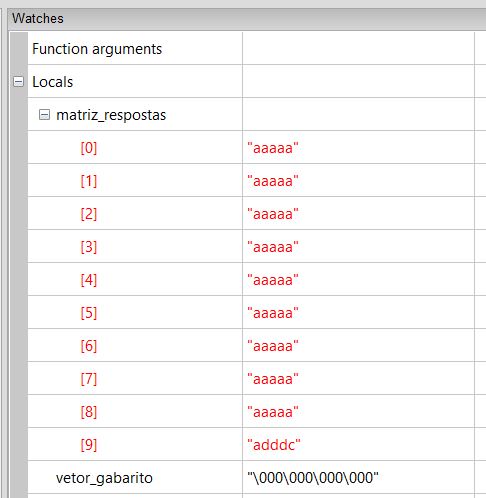 Watches
Function arguments
Locals
matriz_respostas
[0] "aaaaa"
[1] "aaaaa"
[2] "aaaaa"
[3] "aaaaa"
[4] "aaaaa"
[5] "aaaaa"
[6] "aaaaa"
[7] "aaaaa"
[8] "aaaaa"
[9] "adddc"
vetor_gabarito "\000\000\000\000"